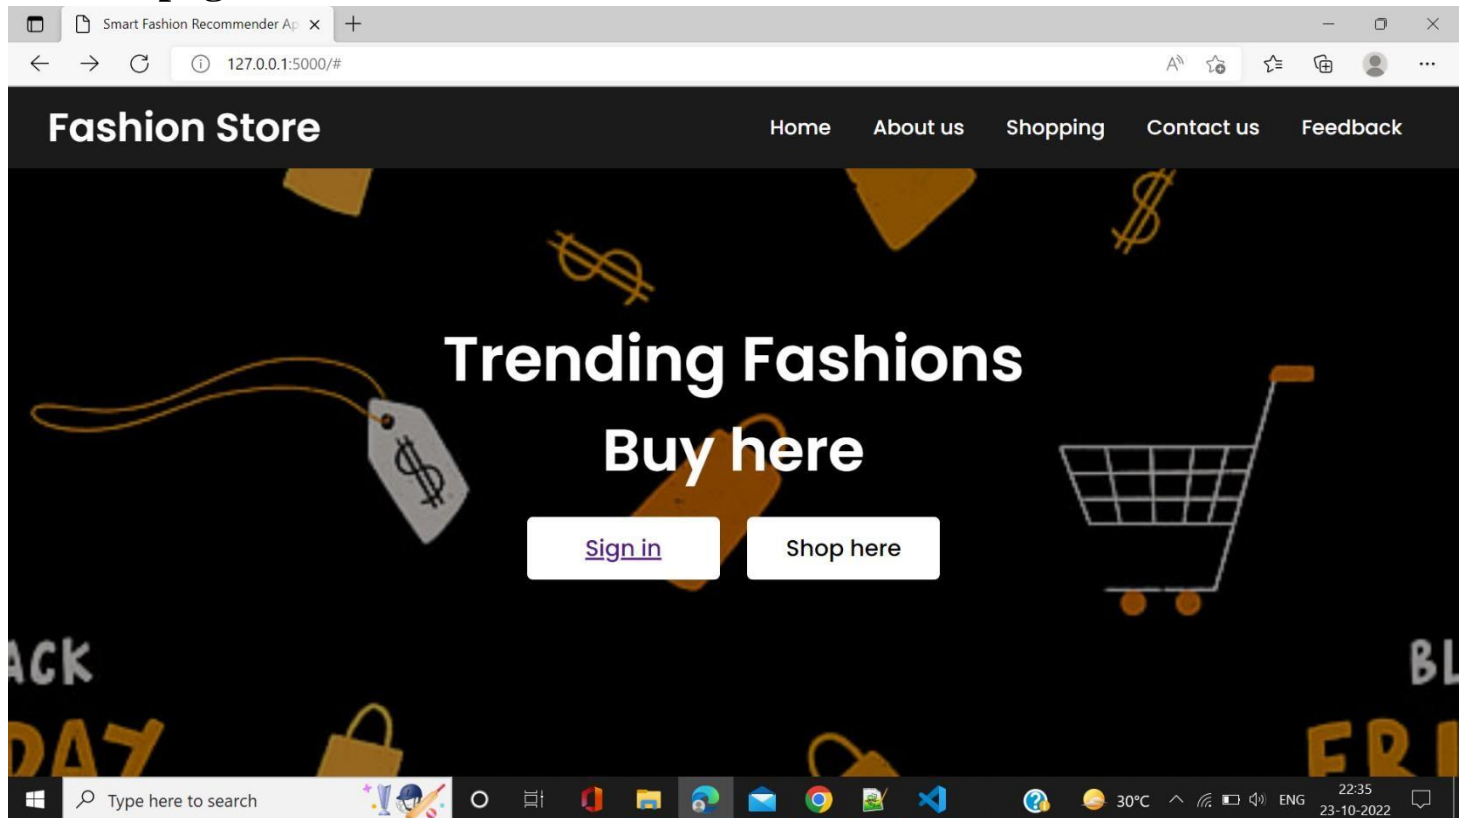 Smart Fashion Recommender Ap
127.0.0.1:5000/#
Fashion Store
Home About us Shopping Contact us Feedback
Trending Fashions
Buy here
Sign in Shop here
ACK BL
DAY FRI
Type here to search
30°C ENG 22:35
23-10-2022